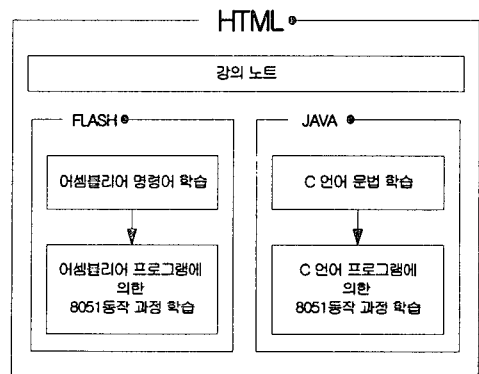 HTML
강의 노트
FLASH
어셈블리어 명령어 학습
어셈블리어 프로그램에
의한
8051동작 과정 학습
JAVA
C 언어 문법 학습
C 언어 프로그램에
의한
8051동작 과정 학습